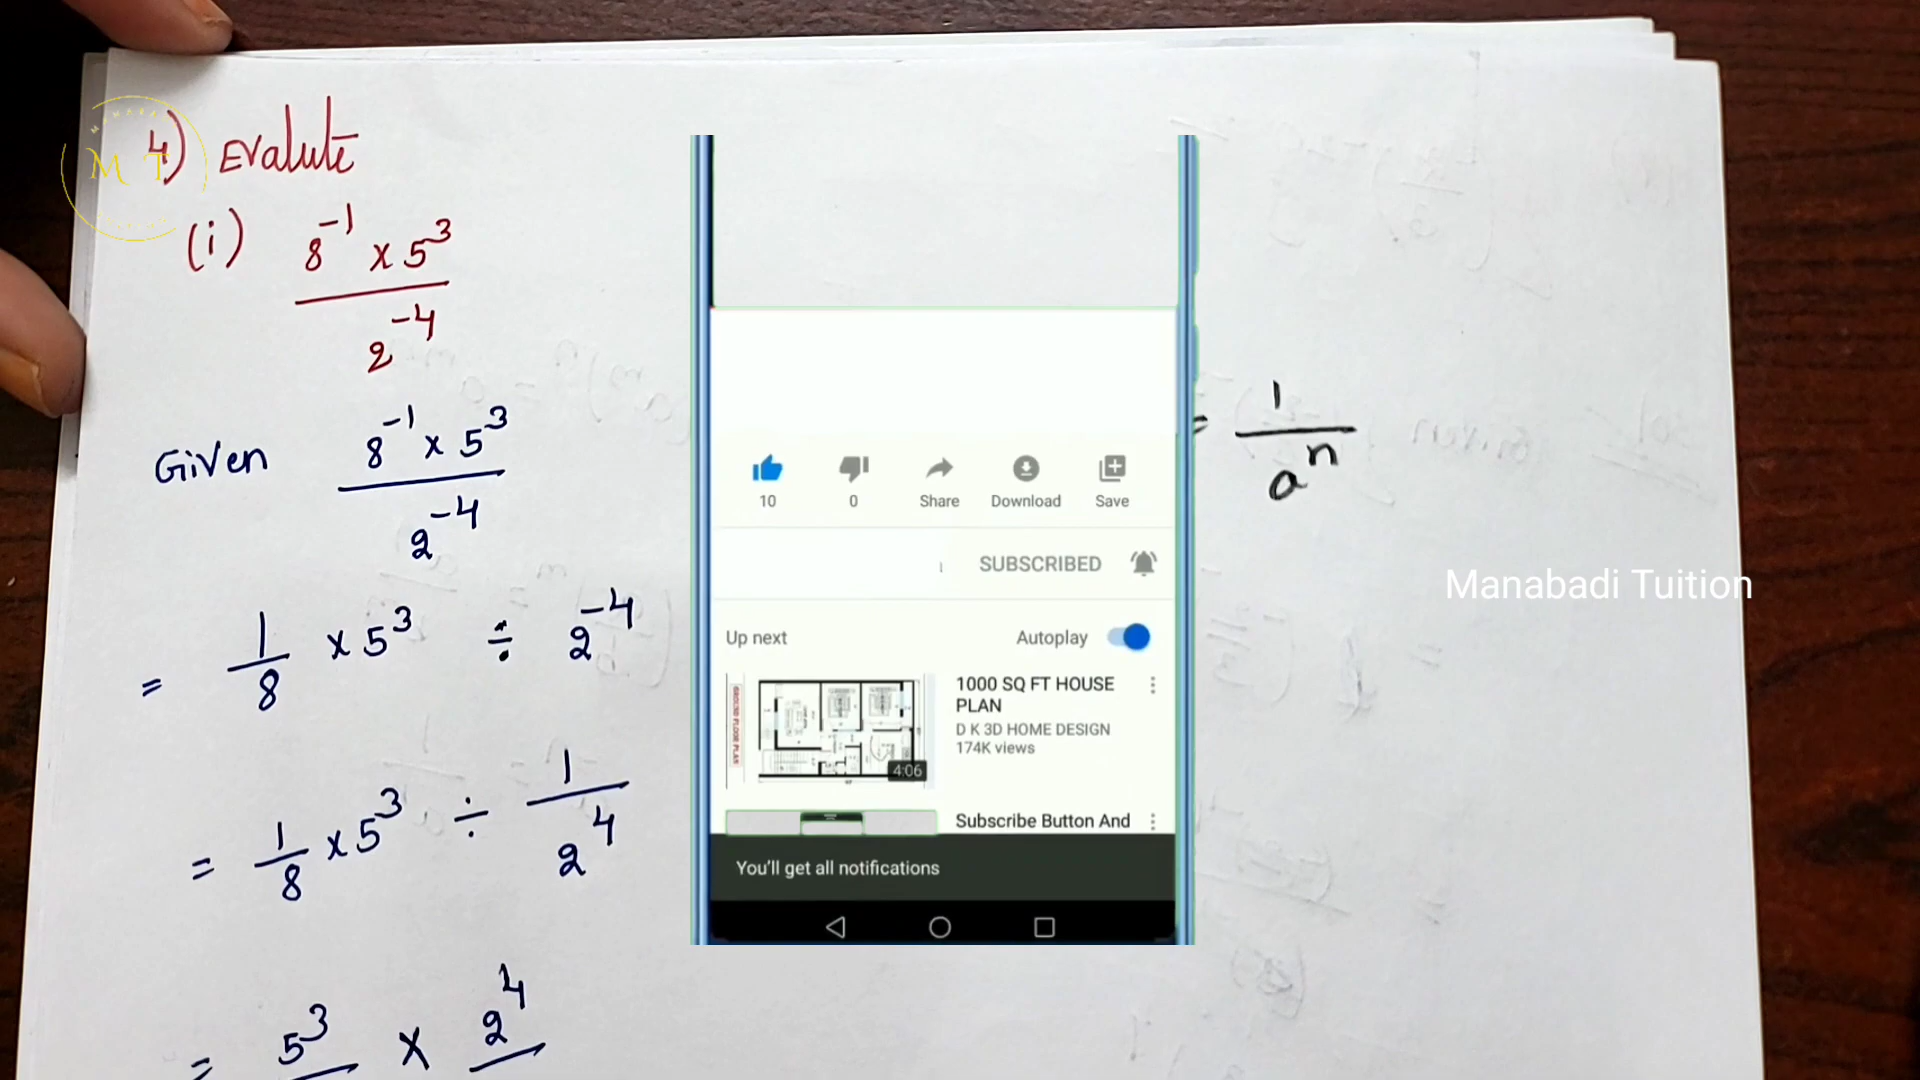 4) Evalute
M T
(i) 8^-1 x 5^3
2^-4
Given 8^-1 x 5^3
2^-4
= 1/8 x 5^3 ÷ 2^-4
= 1/8 x 5^3 ÷ 1/2^4
= 5^3 x 2^4
= 1
a^n
Manabadi Tuition
10 0 Share Download Save
SUBSCRIBED
Up next Autoplay
1000 SQ FT HOUSE
PLAN
D K 3D HOME DESIGN
174K views
GROUND FLOOR PLAN
4:06
Subscribe Button And
You'll get all notifications